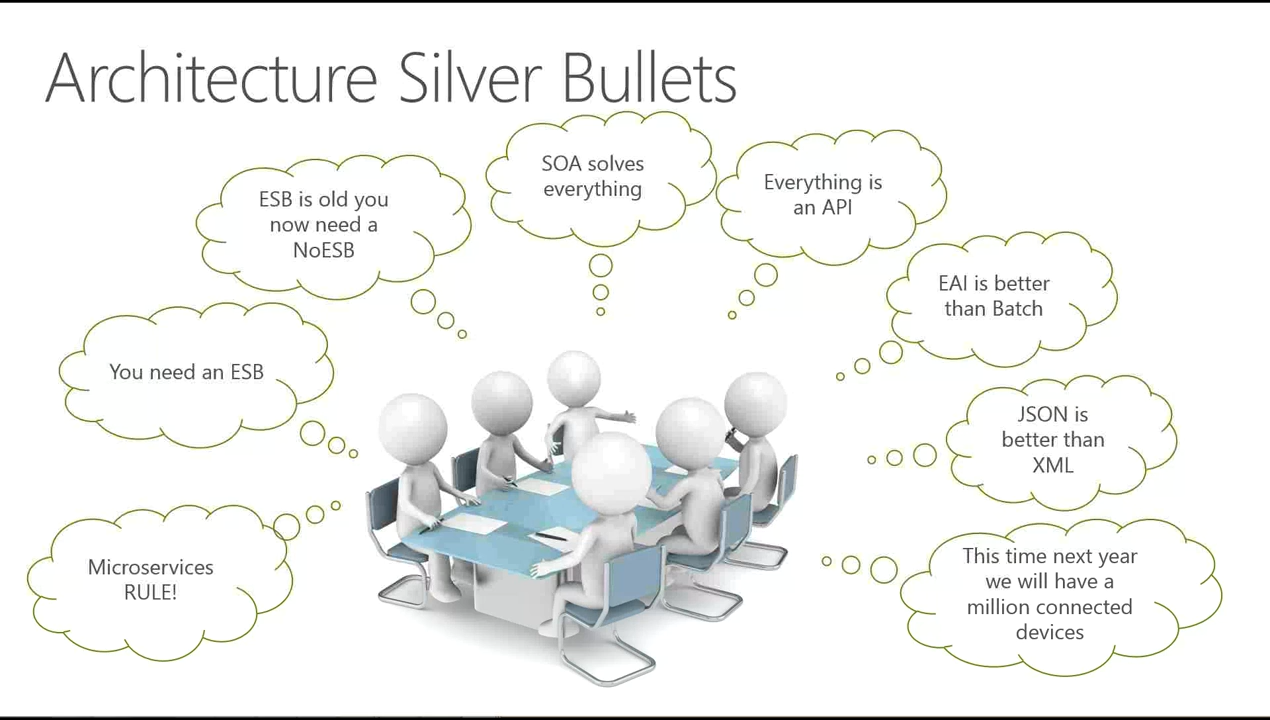 Architecture Silver Bullets
SOA solves
everything
Everything is
an API
ESB is old you
now need a
NoESB
EAI is better
than Batch
You need an ESB
JSON is
better than
XML
Microservices
RULE!
This time next year
we will have a
million connected
devices